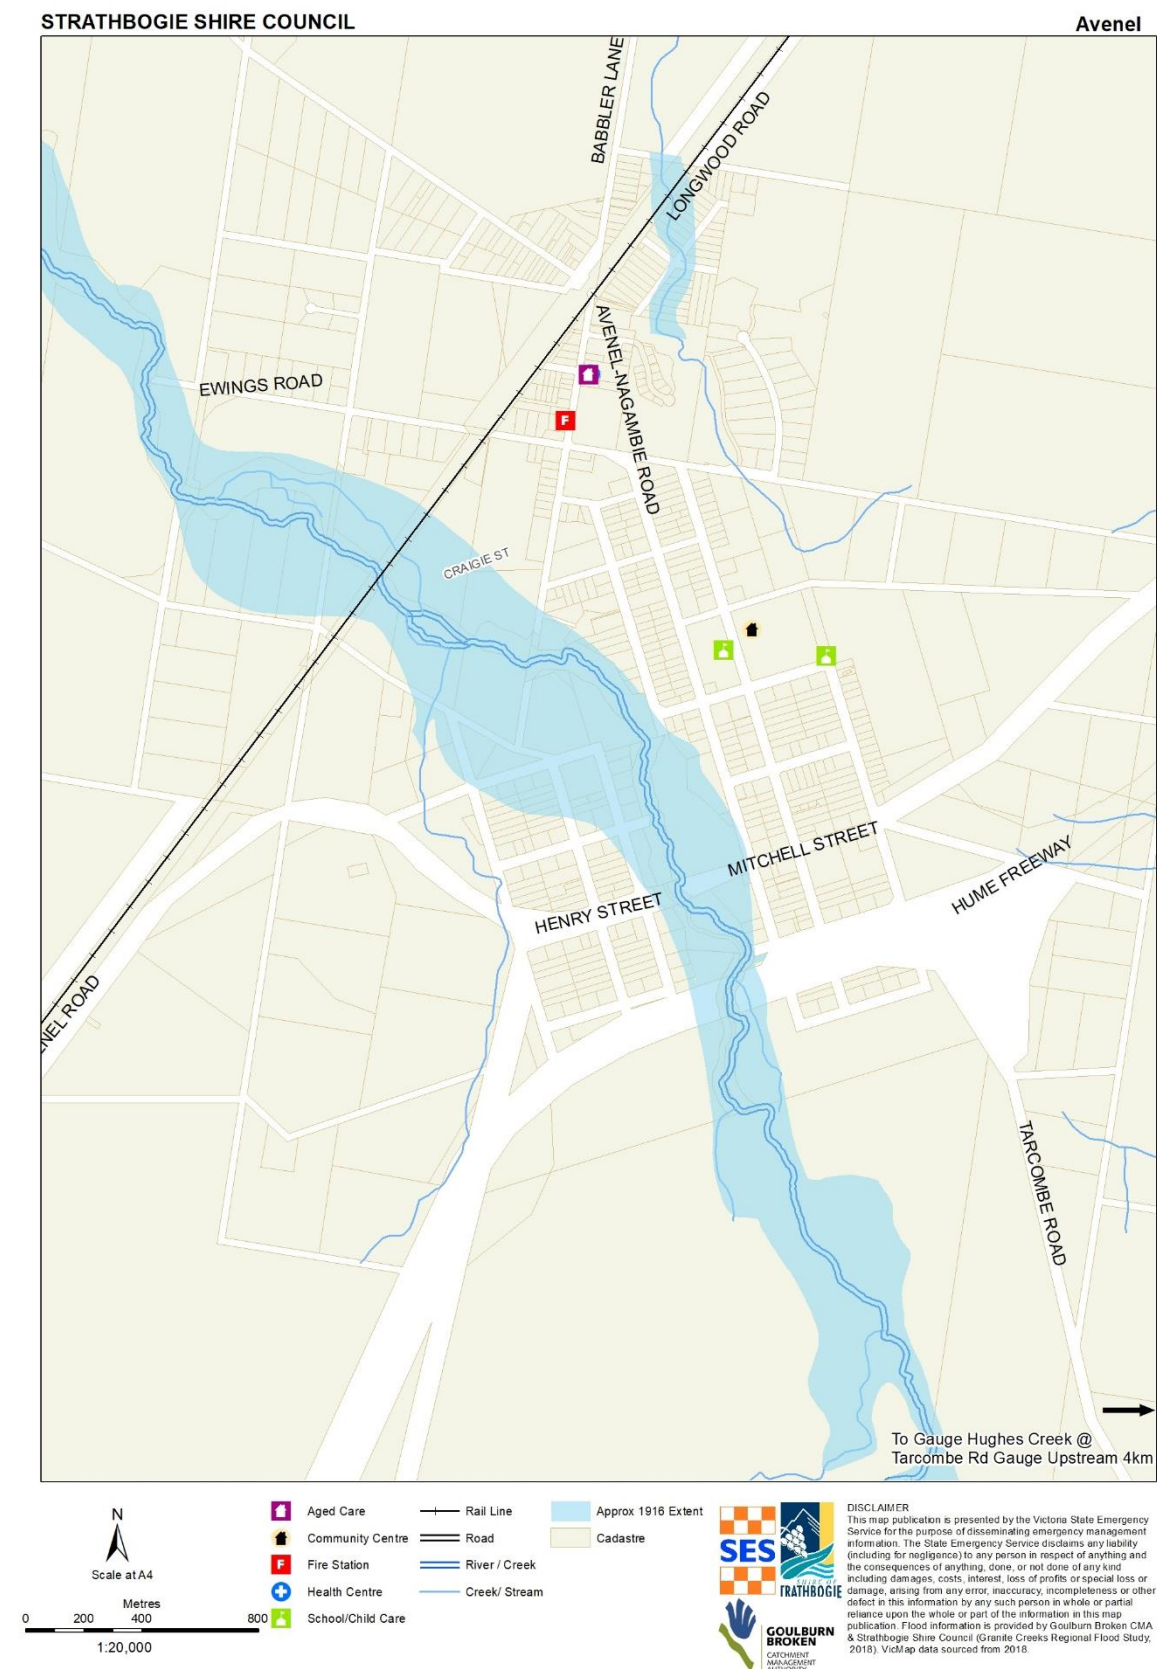 STRATHBOGIE SHIRE COUNCIL
Avenel
BABBLER LANE
LONGWOOD ROAD
AVENEL-NAGAMBIE ROAD
EWINGS ROAD
F
CRAIGIE ST
MITCHELL STREET
HUME FREEWAY
HENRY STREET
ENEL ROAD
TARCOMBE ROAD
To Gauge Hughes Creek @
Tarcombe Rd Gauge Upstream 4km
N
Scale at A4
Metres
0 200 400 800
1:20,000
Aged Care
Community Centre
F Fire Station
Health Centre
School/Child Care
Rail Line
Road
River / Creek
Creek/ Stream
Approx 1916 Extent
Cadastre
SES
SHIRE OF
TRATHBOGIE
GOULBURN
BROKEN
CATCHMENT
MANAGEMENT
AUTHORITY
DISCLAIMER
This map publication is presented by the Victoria State Emergency
Service for the purpose of disseminating emergency management
information. The State Emergency Service disclaims any liability
(including for negligence) to any person in respect of anything and
the consequences of anything, done, or not done of any kind
including damages, costs, interest, loss of profits or special loss or
damage, arising from any error, inaccuracy, incompleteness or other
defect in this information by any such person in whole or partial
reliance upon the whole or part of the information in this map
publication. Flood information is provided by Goulburn Broken CMA
& Strathbogie Shire Council (Granite Creeks Regional Flood Study,
2018). VicMap data sourced from 2018.